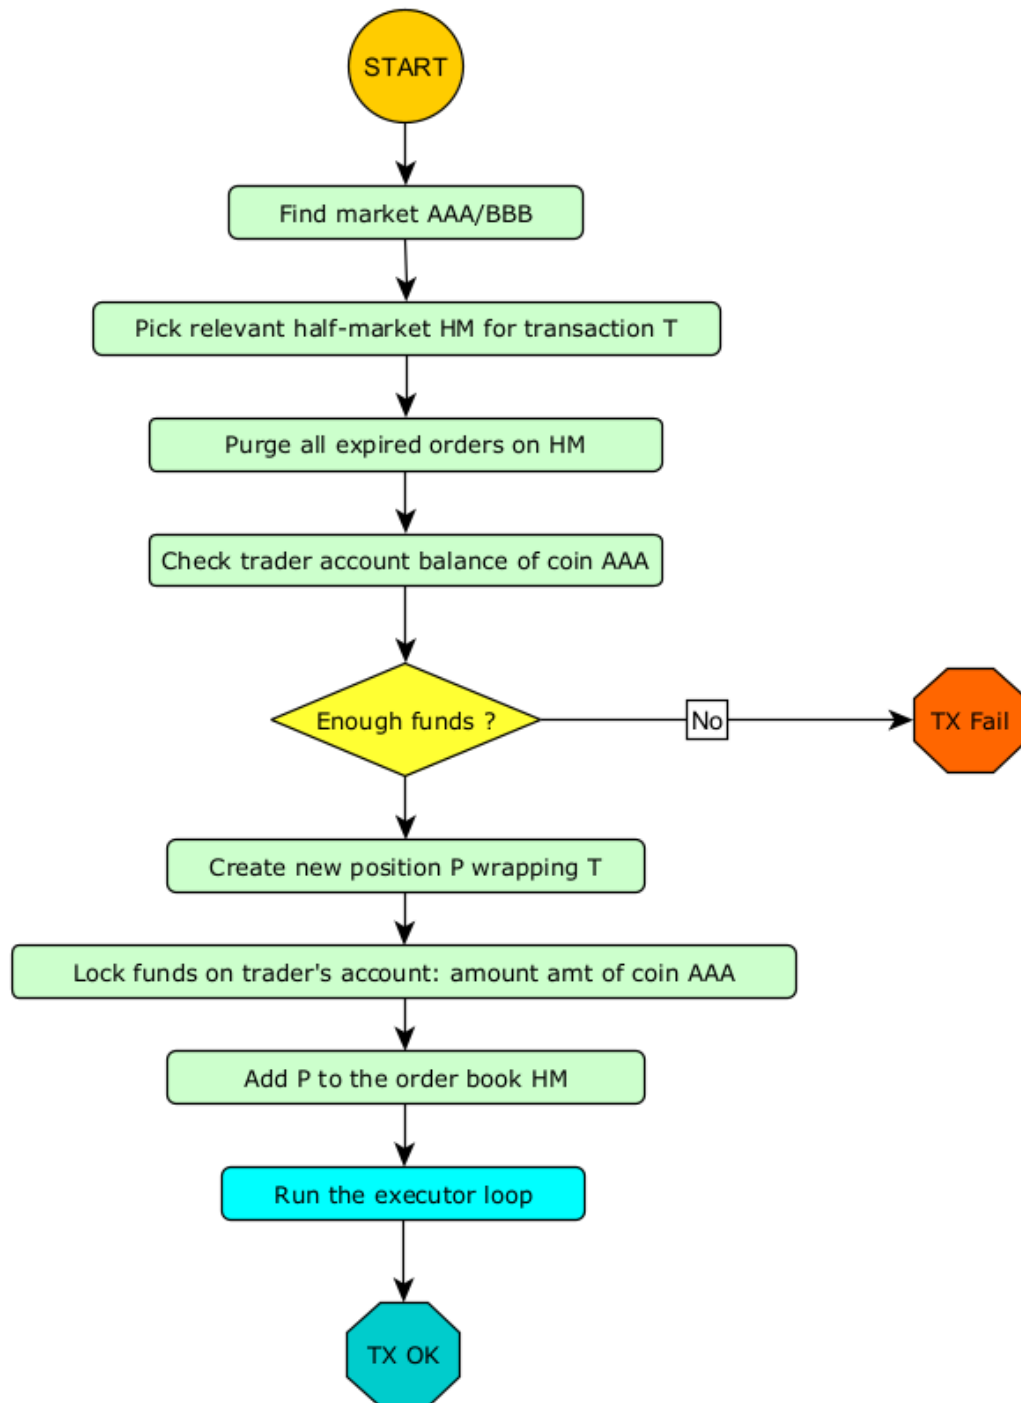 START
Find market AAA/BBB
Pick relevant half-market HM for transaction T
Purge all expired orders on HM
Check trader account balance of coin AAA
Enough funds ?
No
TX Fail
Create new position P wrapping T
Lock funds on trader's account: amount amt of coin AAA
Add P to the order book HM
Run the executor loop
TX OK